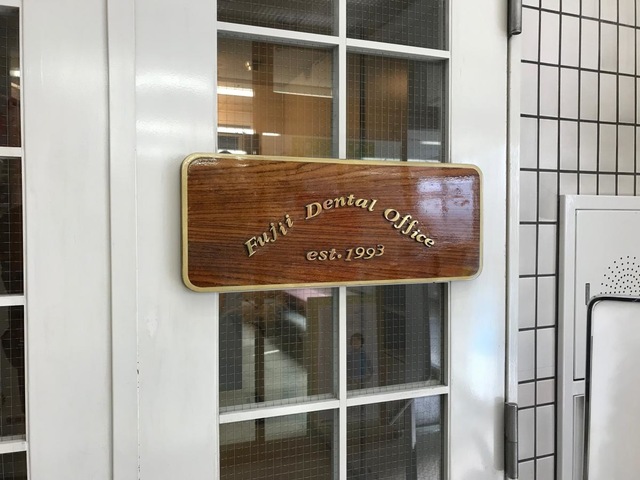 Fujii Dental Office
est. 1993